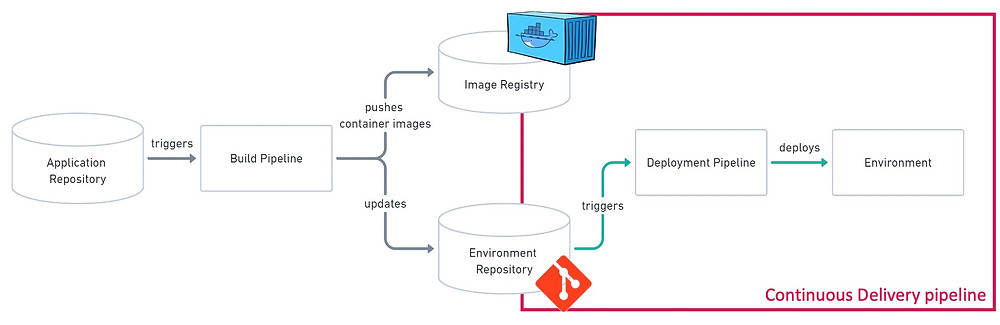 Application
Repository
triggers
Build Pipeline
pushes
container images
updates
Image Registry
Environment
Repository
triggers
Deployment Pipeline
deploys
Environment
Continuous Delivery pipeline